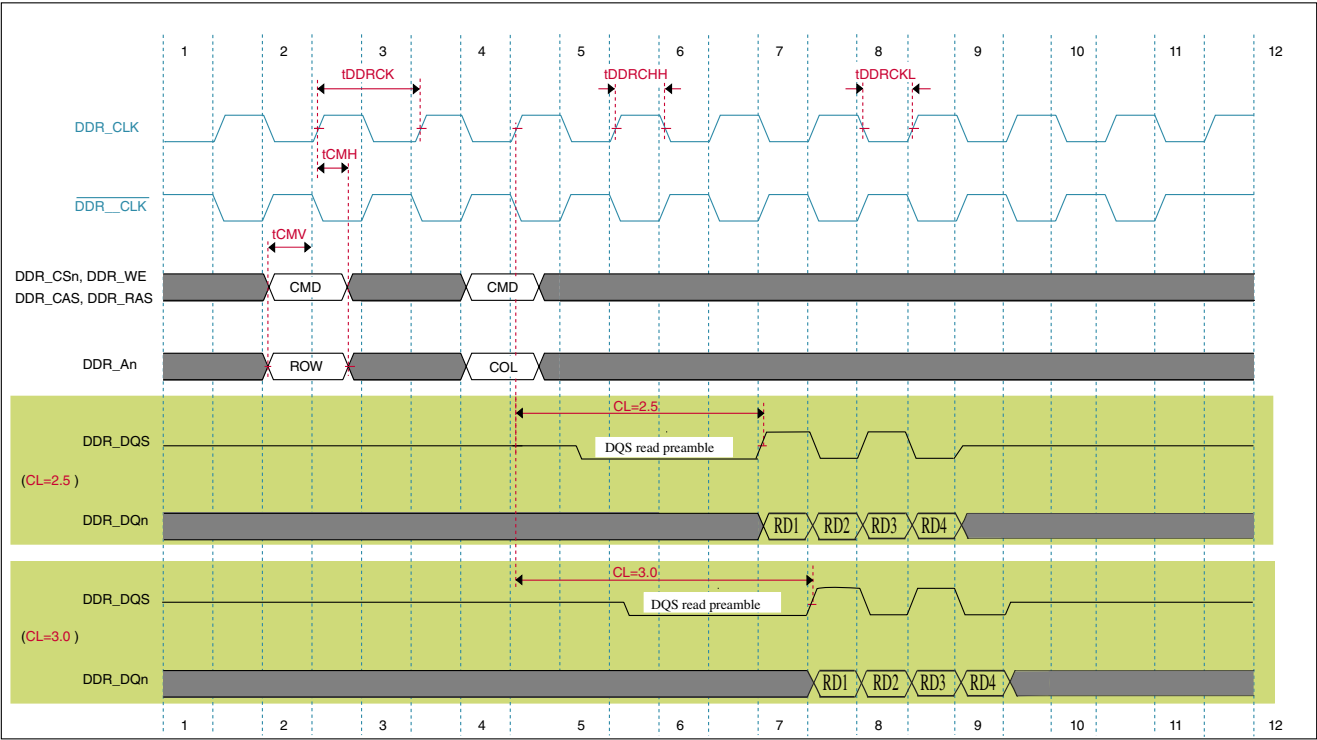 1 2 3 4 5 6 7 8 9 10 11 12
tDDRCK tDDRCHH tDDRCKL
DDR_CLK
tCMH
DDR__CLK
tCMV
DDR_CSn, DDR_WE
DDR_CAS, DDR_RAS
CMD CMD
DDR_An ROW COL
CL=2.5
DDR_DQS DQS read preamble
(CL=2.5 )
DDR_DQn RD1 RD2 RD3 RD4
CL=3.0
DDR_DQS DQS read preamble
(CL=3.0 )
DDR_DQn RD1 RD2 RD3 RD4
1 2 3 4 5 6 7 8 9 10 11 12